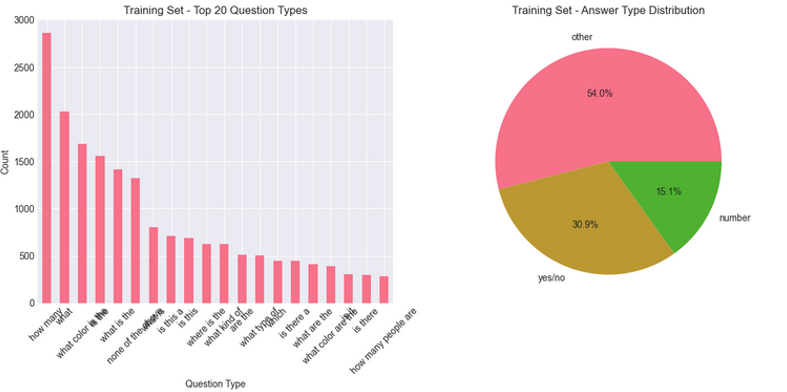 Training Set - Top 20 Question Types
Count
3000
2500
2000
1500
1000
500
0
how many
what
what color is the
is the
what is the
none of the above
is this a
is this
where is the
what kind of
are the
what type of
which
is there a
what are the
what color are the
is there
how many people are
Question Type
Training Set - Answer Type Distribution
other
54.0%
15.1%
number
30.9%
yes/no